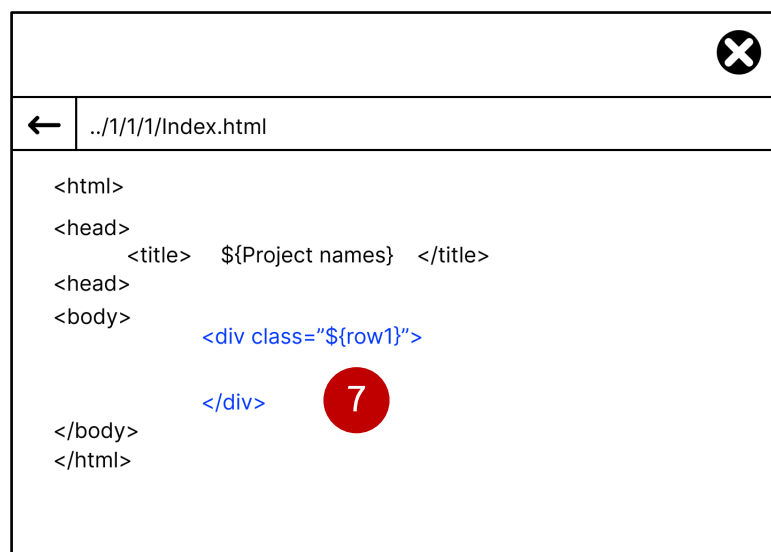 ../1/1/1/Index.html
<html>
<head>
<title> ${Project names} </title>
<head>
<body>
<div class=”${row1}”>
</div>
7
</body>
</html>